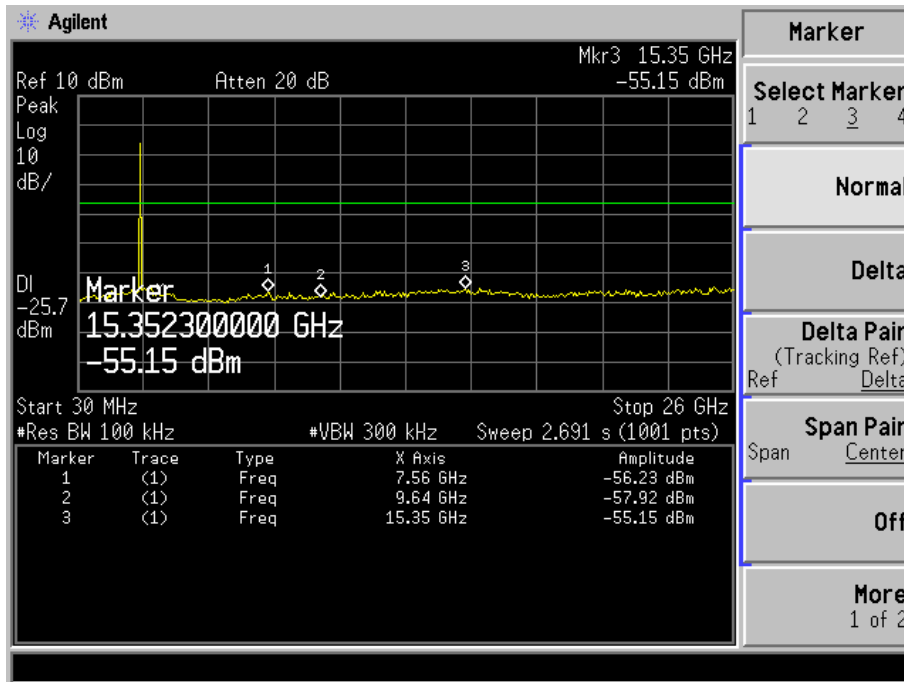 Agilent
Marker
Mkr3 15.35 GHz
Ref 10 dBm Atten 20 dB -55.15 dBm
Peak
Log
10
dB/
DI
-25.7
dBm
1
2
3
Marker
15.352300000 GHz
-55.15 dBm
Start 30 MHz Stop 26 GHz
#Res BW 100 kHz #VBW 300 kHz Sweep 2.691 s (1001 pts)
Marker Trace Type X Axis Amplitude
1 (1) Freq 7.56 GHz -56.23 dBm
2 (1) Freq 9.64 GHz -57.92 dBm
3 (1) Freq 15.35 GHz -55.15 dBm
Select Marker
1 2 3 4
Normal
Delta
Delta Pair
(Tracking Ref)
Ref Delta
Span Pair
Span Center
Off
More
1 of 2